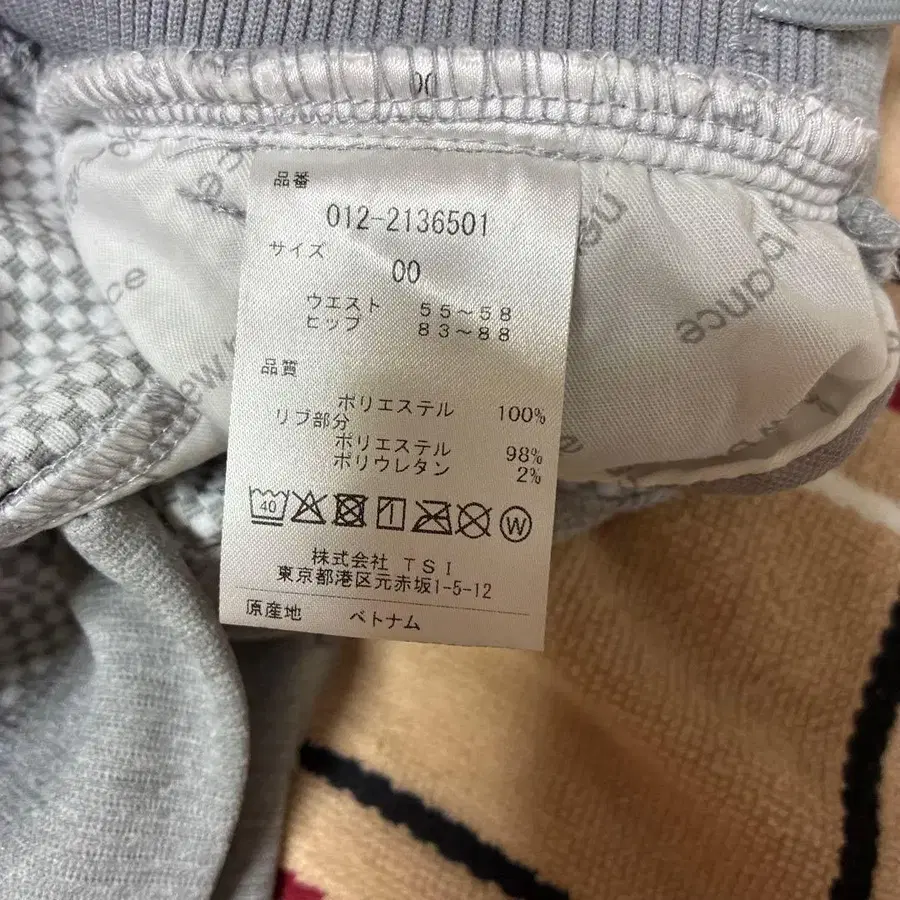 00
品番
012-2136501
サイズ
00
ウエスト 55～58
ヒップ 83～88
品質
ポリエステル 100%
リブ部分
ポリエステル 98%
ポリウレタン 2%
40
1
W
株式会社 TSI
東京都港区元赤坂1-5-12
原産地 ベトナム